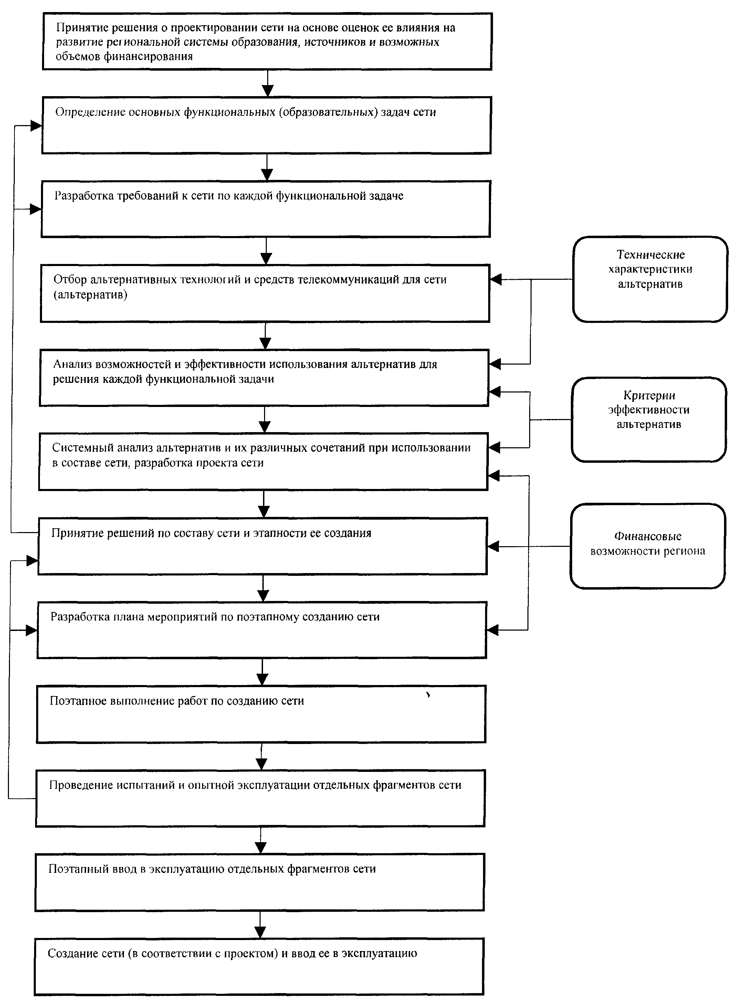 Принятие решения о проектировании сети на основе оценок ее влияния на
развитие региональной системы образования, источников и возможных
объемов финансирования
Определение основных функциональных (образовательных) задач сети
Разработка требований к сети по каждой функциональной задаче
Технические
характеристики
альтернатив
Отбор альтернативных технологий и средств телекоммуникаций для сети
(альтернатив)
Анализ возможностей и эффективности использования альтернатив для
решения каждой функциональной задачи
Критерии
эффективности
альтернатив
Системный анализ альтернатив и их различных сочетаний при использовании
в составе сети, разработка проекта сети
Принятие решений по составу сети и этапности ее создания
Финансовые
возможности региона
Разработка плана мероприятий по поэтапному созданию сети
Поэтапное выполнение работ по созданию сети
Проведение испытаний и опытной эксплуатации отдельных фрагментов сети
Поэтапный ввод в эксплуатацию отдельных фрагментов сети
Создание сети (в соответствии с проектом) и ввод ее в эксплуатацию